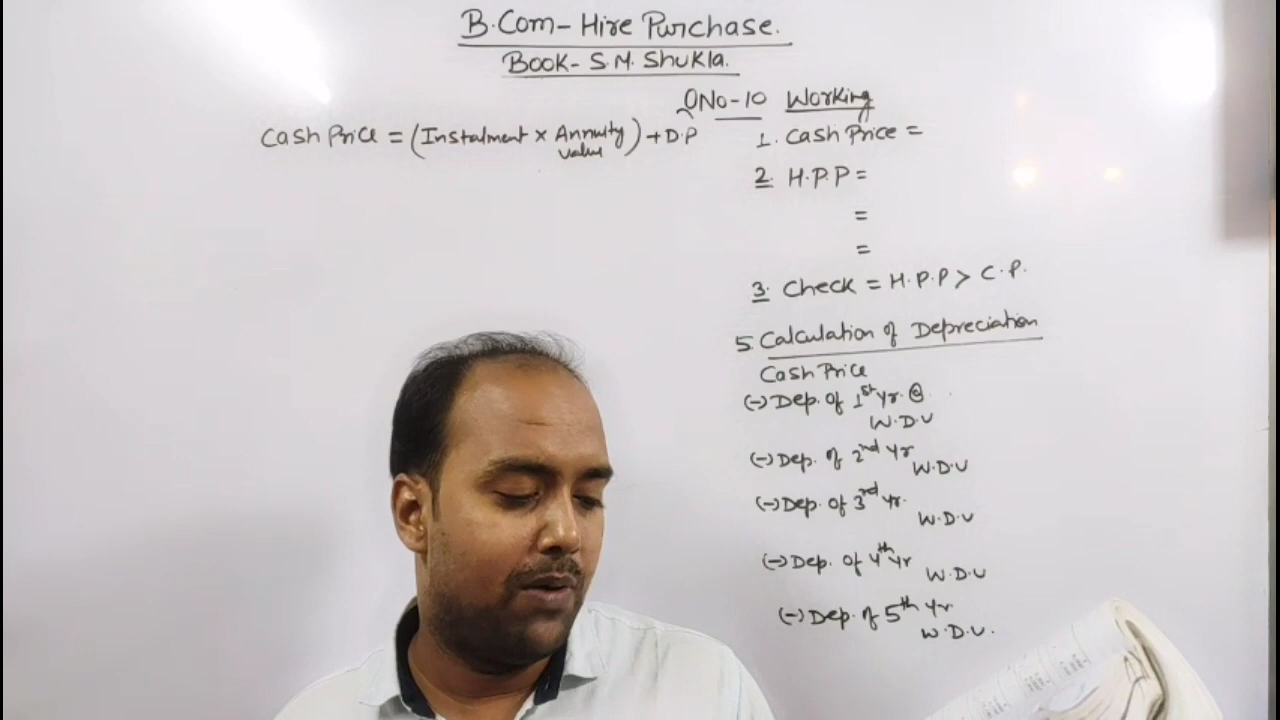 B.Com - Hire Purchase.
Book - S.M. Shukla.
QNo-10 Working
Cash Price = (Instalment × Annuity value) + D.P
1. Cash Price =
2. H.P.P =
=
=
3. Check = H.P.P > C.P.
5. Calculation of Depreciation
Cash Price
(-) Dep. of 1st yr. @
W.D.V
(-) Dep. of 2nd yr
W.D.V
(-) Dep. of 3rd yr.
W.D.V
(-) Dep. of 4th yr
W.D.V
(-) Dep. of 5th yr.
W.D.V.